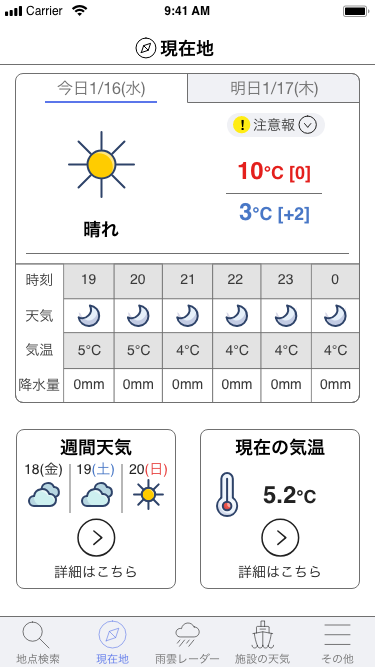 Carrier 9:41 AM
現在地
今日1/16(水) 明日1/17(木)
! 注意報
10°C [0]
3°C [+2]
晴れ
時刻 19 20 21 22 23 0
天気
気温 5°C 5°C 4°C 4°C 4°C 4°C
降水量 0mm 0mm 0mm 0mm 0mm 0mm
週間天気
18(金) 19(土) 20(日)
詳細はこちら
現在の気温
5.2°C
詳細はこちら
地点検索 現在地 雨雲レーダー 施設の天気 その他